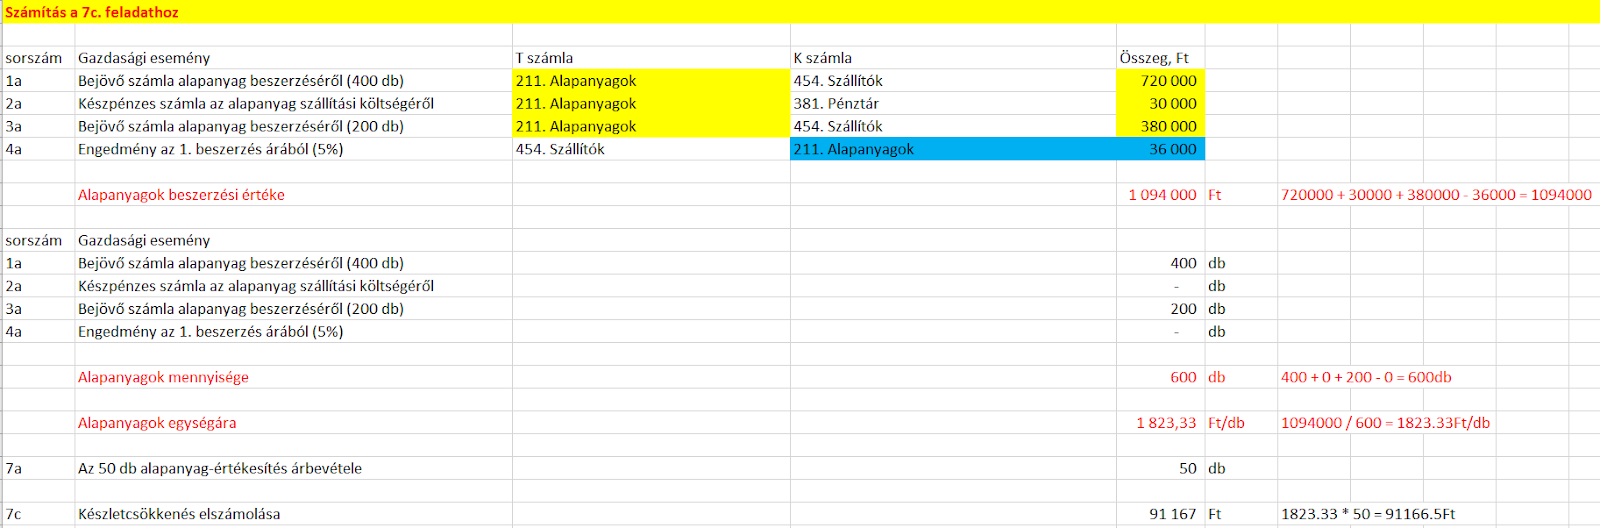 Számítás a 7c. feladathoz
sorszám Gazdasági esemény T számla K számla Összeg, Ft
1a Bejövő számla alapanyag beszerzéséről (400 db) 211. Alapanyagok 454. Szállítók 720 000
2a Készpénzes számla az alapanyag szállítási költségéről 211. Alapanyagok 381. Pénztár 30 000
3a Bejövő számla alapanyag beszerzéséről (200 db) 211. Alapanyagok 454. Szállítók 380 000
4a Engedmény az 1. beszerzés árából (5%) 454. Szállítók 211. Alapanyagok 36 000
Alapanyagok beszerzési értéke 1 094 000 Ft 720000 + 30000 + 380000 - 36000 = 1094000
sorszám Gazdasági esemény
1a Bejövő számla alapanyag beszerzéséről (400 db) 400 db
2a Készpénzes számla az alapanyag szállítási költségéről - db
3a Bejövő számla alapanyag beszerzéséről (200 db) 200 db
4a Engedmény az 1. beszerzés árából (5%) - db
Alapanyagok mennyisége 600 db 400 + 0 + 200 - 0 = 600db
Alapanyagok egységára 1 823,33 Ft/db 1094000 / 600 = 1823.33Ft/db
7a Az 50 db alapanyag-értékesítés árbevétele 50 db
7c Készletcsökkenés elszámolása 91 167 Ft 1823.33 * 50 = 91166.5Ft